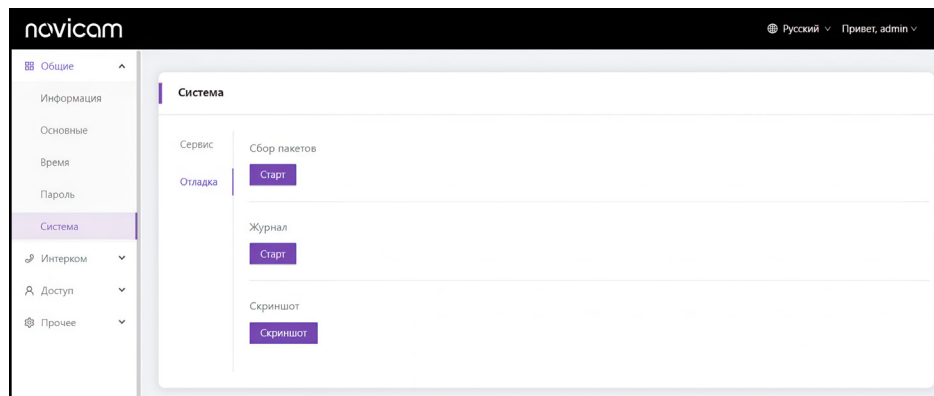 novicam
Русский
Привет, admin
Общие
Информация
Основные
Время
Пароль
Система
Интерком
Доступ
Прочее
Система
Сервис
Отладка
Сбор пакетов
Старт
Журнал
Старт
Скриншот
Скриншот